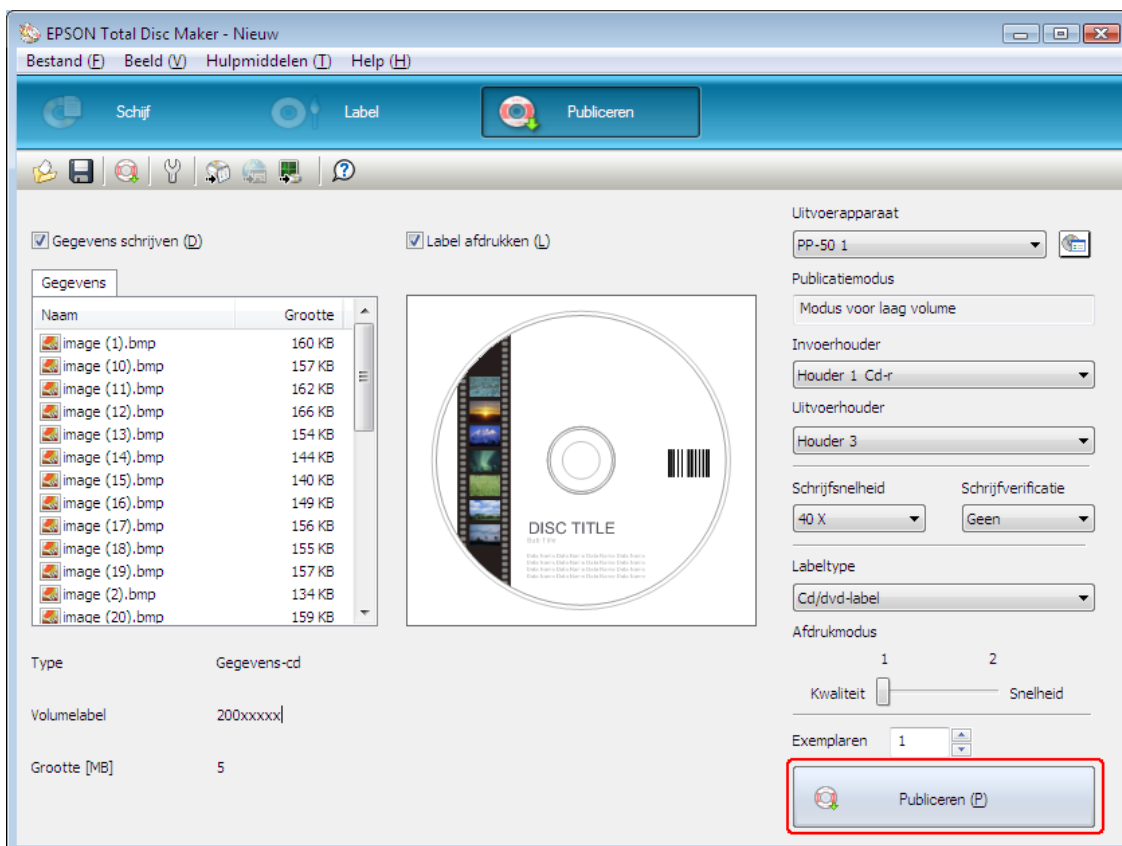 EPSON Total Disc Maker - Nieuw
Bestand (F) Beeld (V) Hulpmiddelen (T) Help (H)
Schijf Label Publiceren
Gegevens schrijven (D)
Gegevens
Naam Grootte
image (1).bmp 160 KB
image (10).bmp 157 KB
image (11).bmp 162 KB
image (12).bmp 166 KB
image (13).bmp 154 KB
image (14).bmp 144 KB
image (15).bmp 140 KB
image (16).bmp 149 KB
image (17).bmp 156 KB
image (18).bmp 155 KB
image (19).bmp 157 KB
image (2).bmp 134 KB
image (20).bmp 159 KB
Label afdrukken (L)
DISC TITLE
Sub Title
Type Gegevens-cd
Volumelabel 200xxxxx
Grootte [MB] 5
Uitvoerapparaat
PP-50 1
Publicatiemodus
Modus voor laag volume
Invoerhouder
Houder 1 Cd-r
Uitvoerhouder
Houder 3
Schrijfsnelheid Schrijfverificatie
40 X Geen
Labeltype
Cd/dvd-label
Afdrukmodus
1 2
Kwaliteit Snelheid
Exemplaren 1
Publiceren (P)